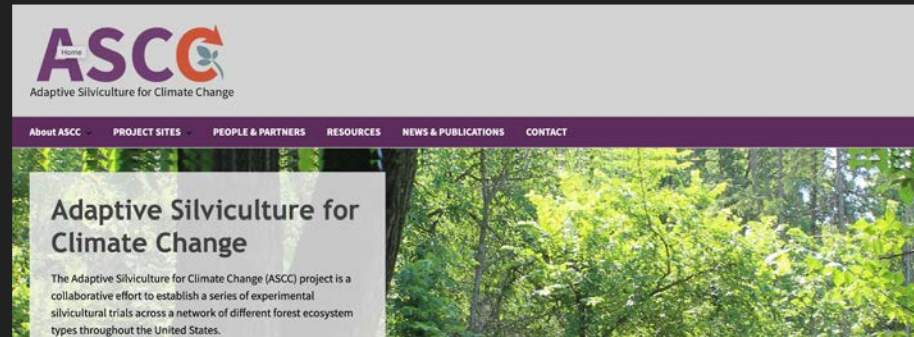 ASCC
Home
Adaptive Silviculture for Climate Change
About ASCC PROJECT SITES PEOPLE & PARTNERS RESOURCES NEWS & PUBLICATIONS CONTACT
Adaptive Silviculture for
Climate Change
The Adaptive Silviculture for Climate Change (ASCC) project is a
collaborative effort to establish a series of experimental
silvicultural trials across a network of different forest ecosystem
types throughout the United States.